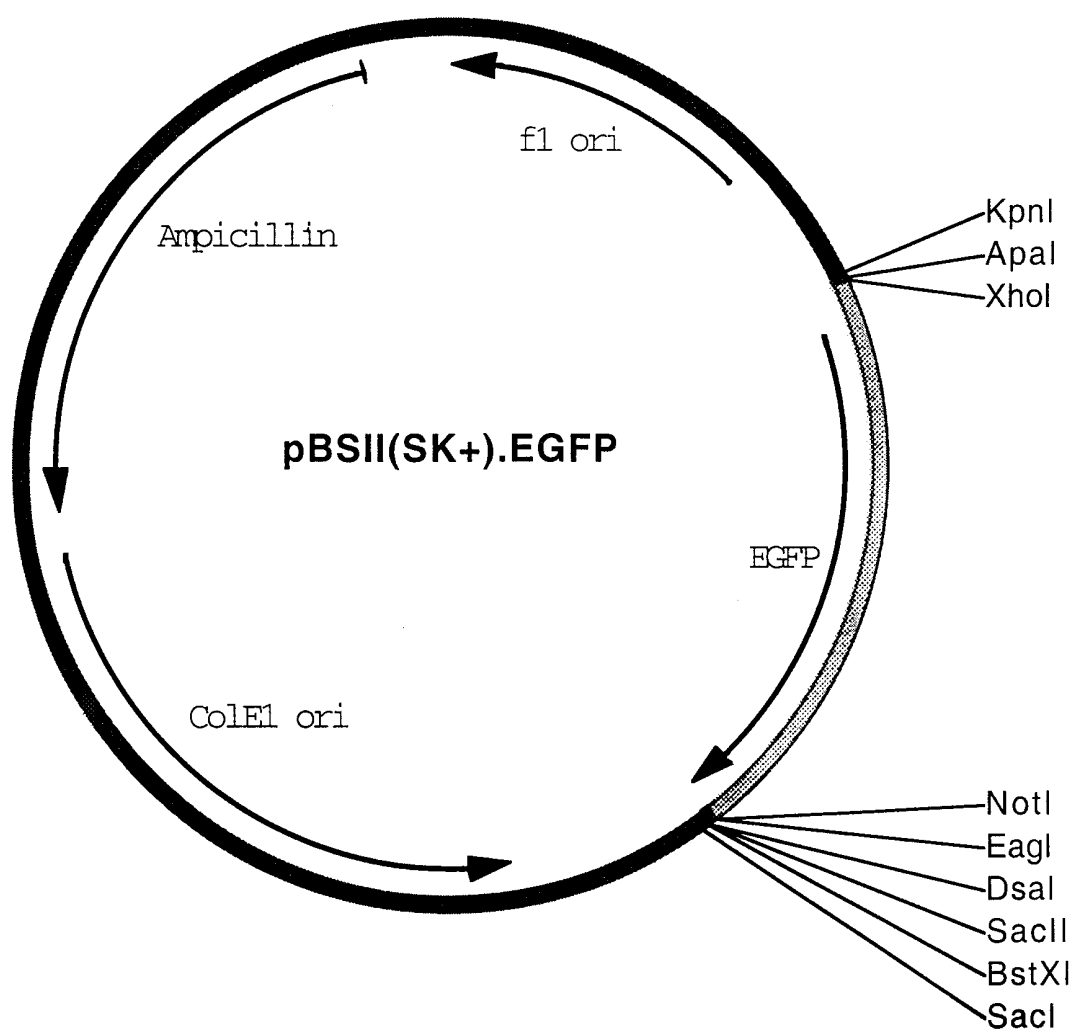 f1 ori
Ampicillin
KpnI
ApaI
XhoI
pBSII(SK+).EGFP
EGFP
ColE1 ori
NotI
EagI
DsaI
SacII
BstXI
SacI